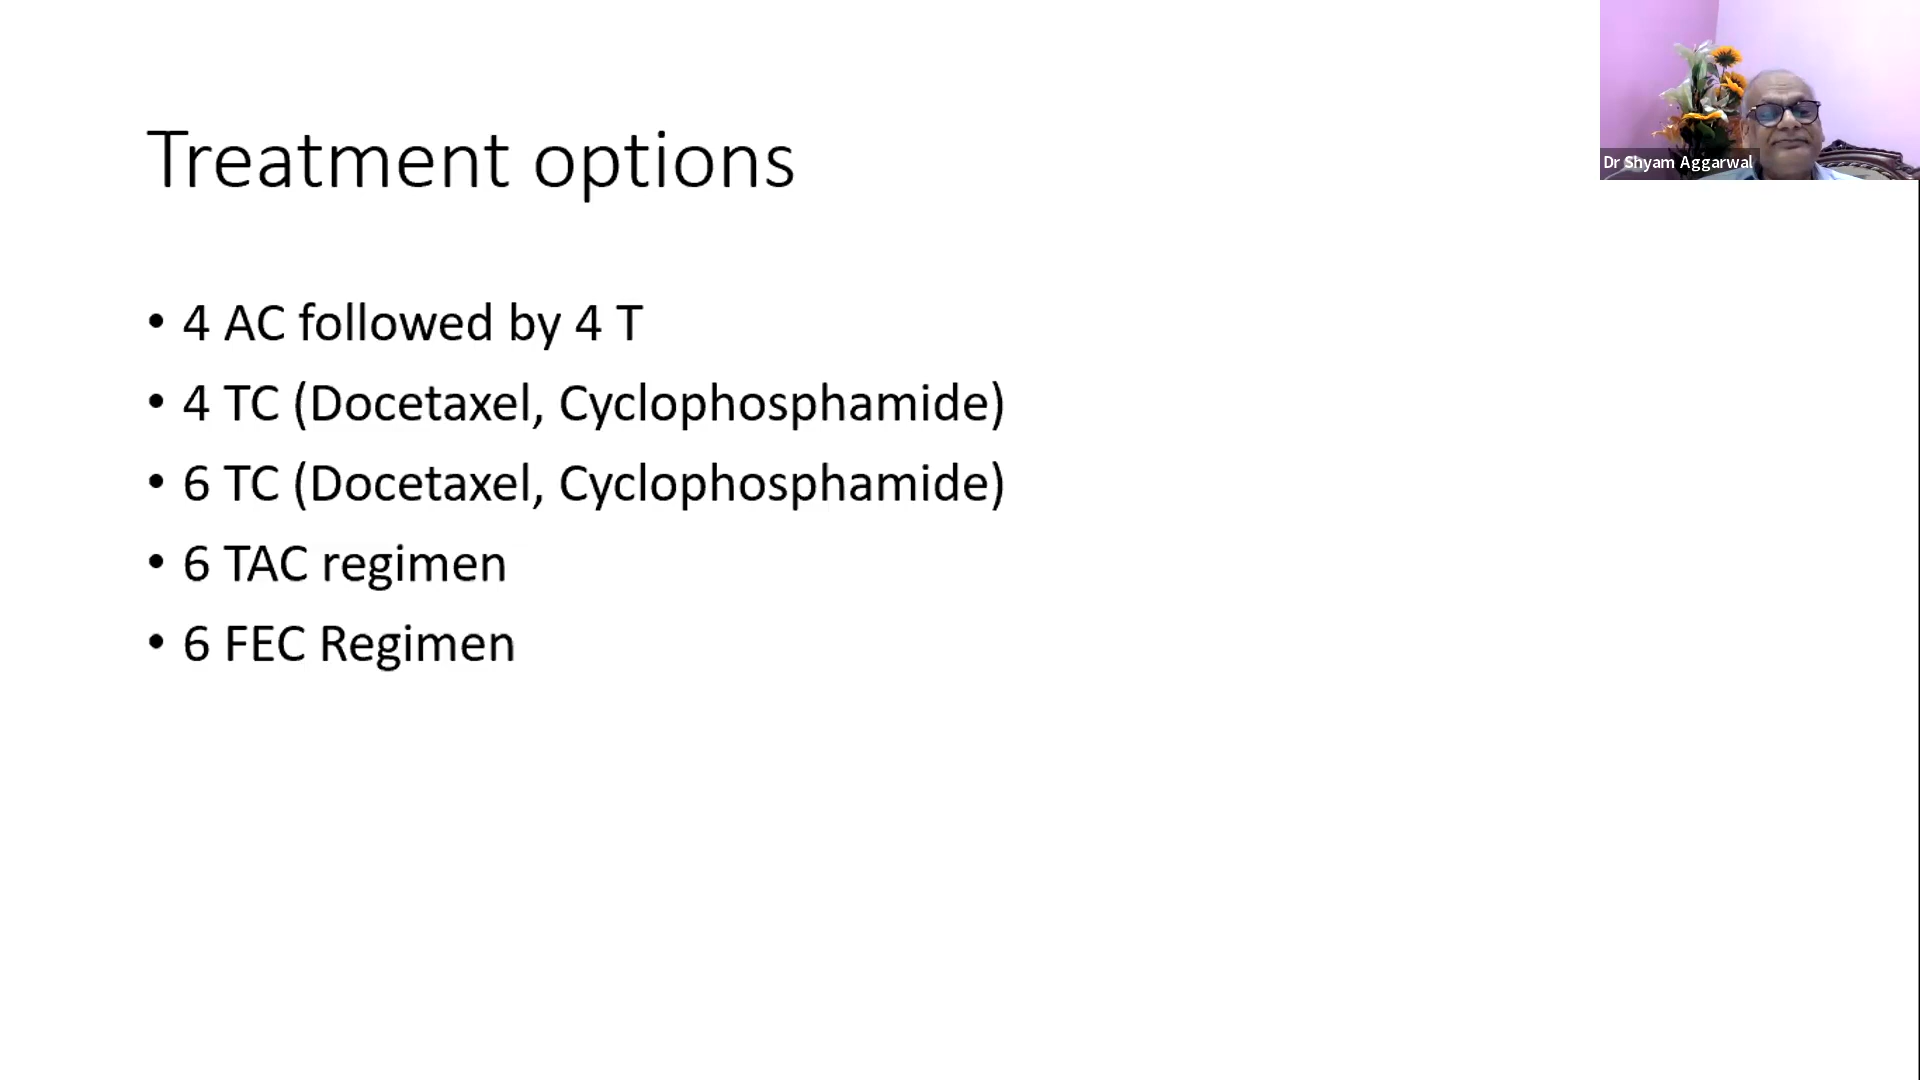 Treatment options
• 4 AC followed by 4 T
• 4 TC (Docetaxel, Cyclophosphamide)
• 6 TC (Docetaxel, Cyclophosphamide)
• 6 TAC regimen
• 6 FEC Regimen
Dr Shyam Aggarwal